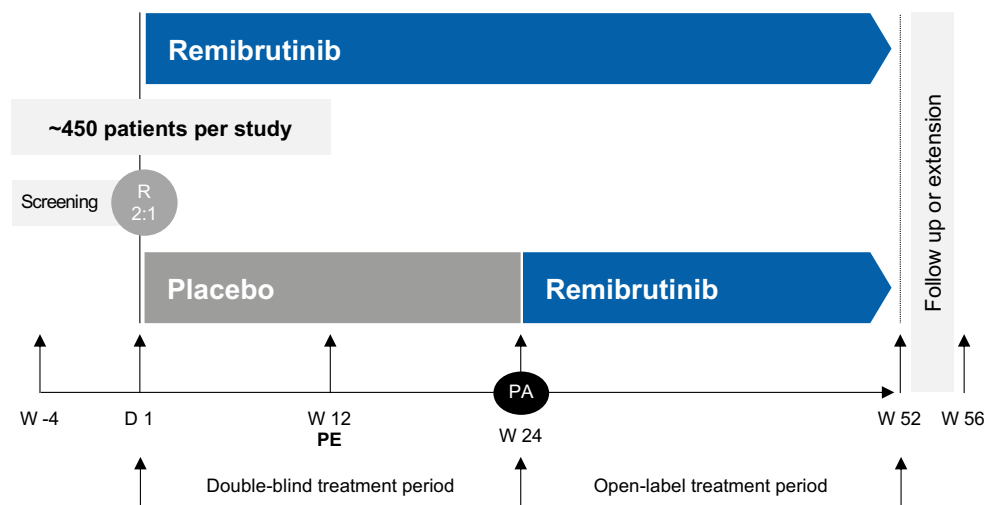 Remibrutinib
~450 patients per study
Screening
R
2:1
Placebo
Remibrutinib
Follow up or extension
PA
W -4
D 1
W 12
PE
W 24
W 52
W 56
Double-blind treatment period
Open-label treatment period